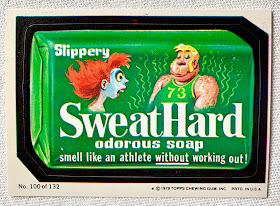 Slippery
73
SweatHard
odorous soap
smell like an athlete without working out!
No. 100 of 132
© 1979 TOPPS CHEWING GUM, INC. PRTD. IN U.S.A.